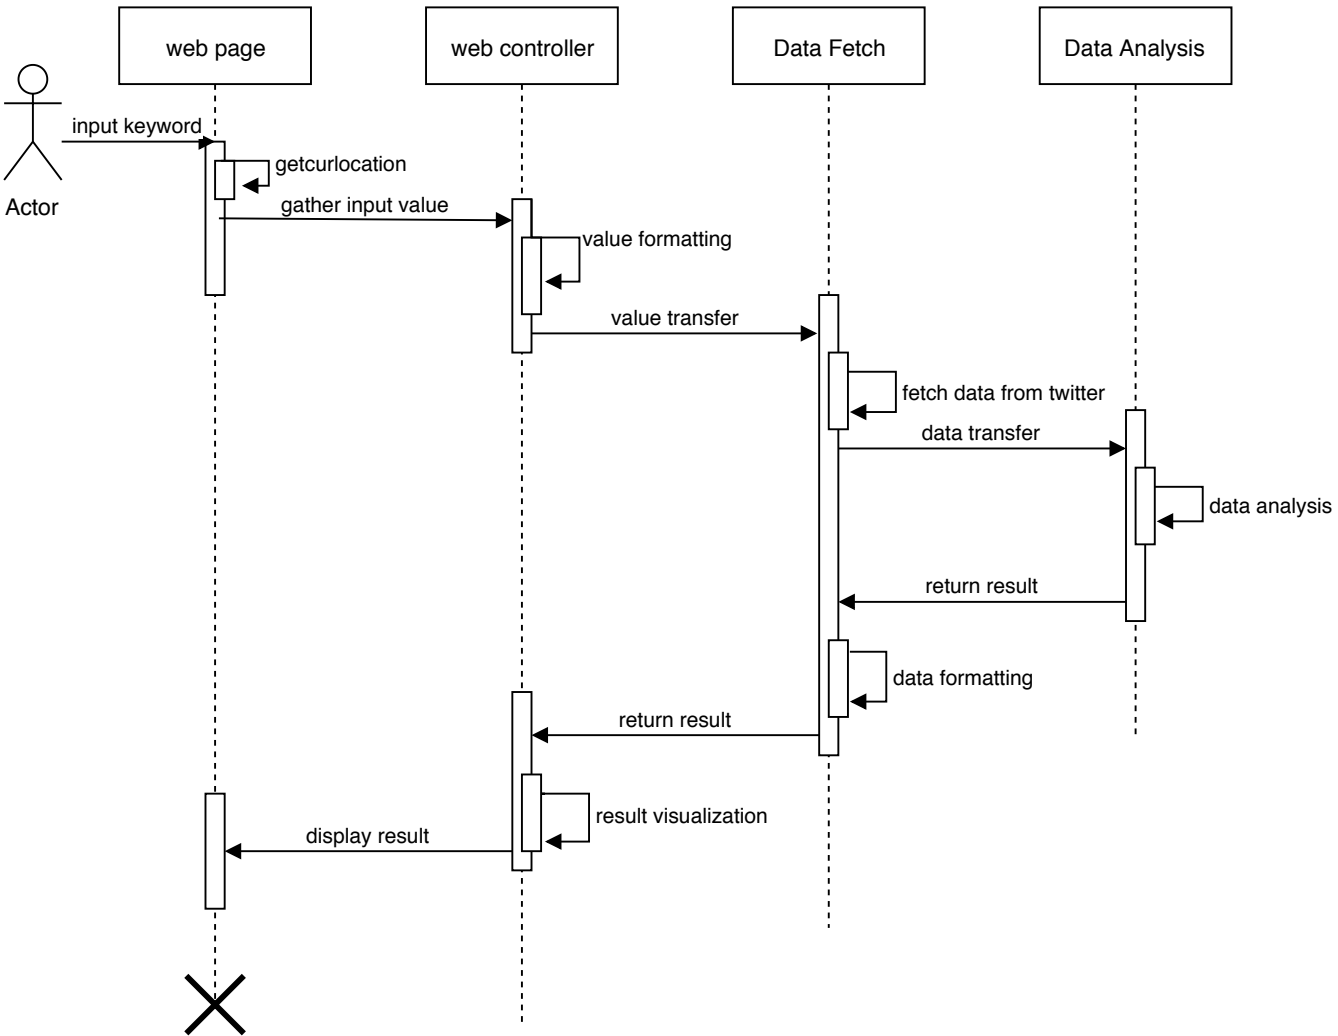 web page
web controller
Data Fetch
Data Analysis
input keyword
getcurlocation
Actor
gather input value
value formatting
value transfer
fetch data from twitter
data transfer
data analysis
return result
data formatting
return result
result visualization
display result